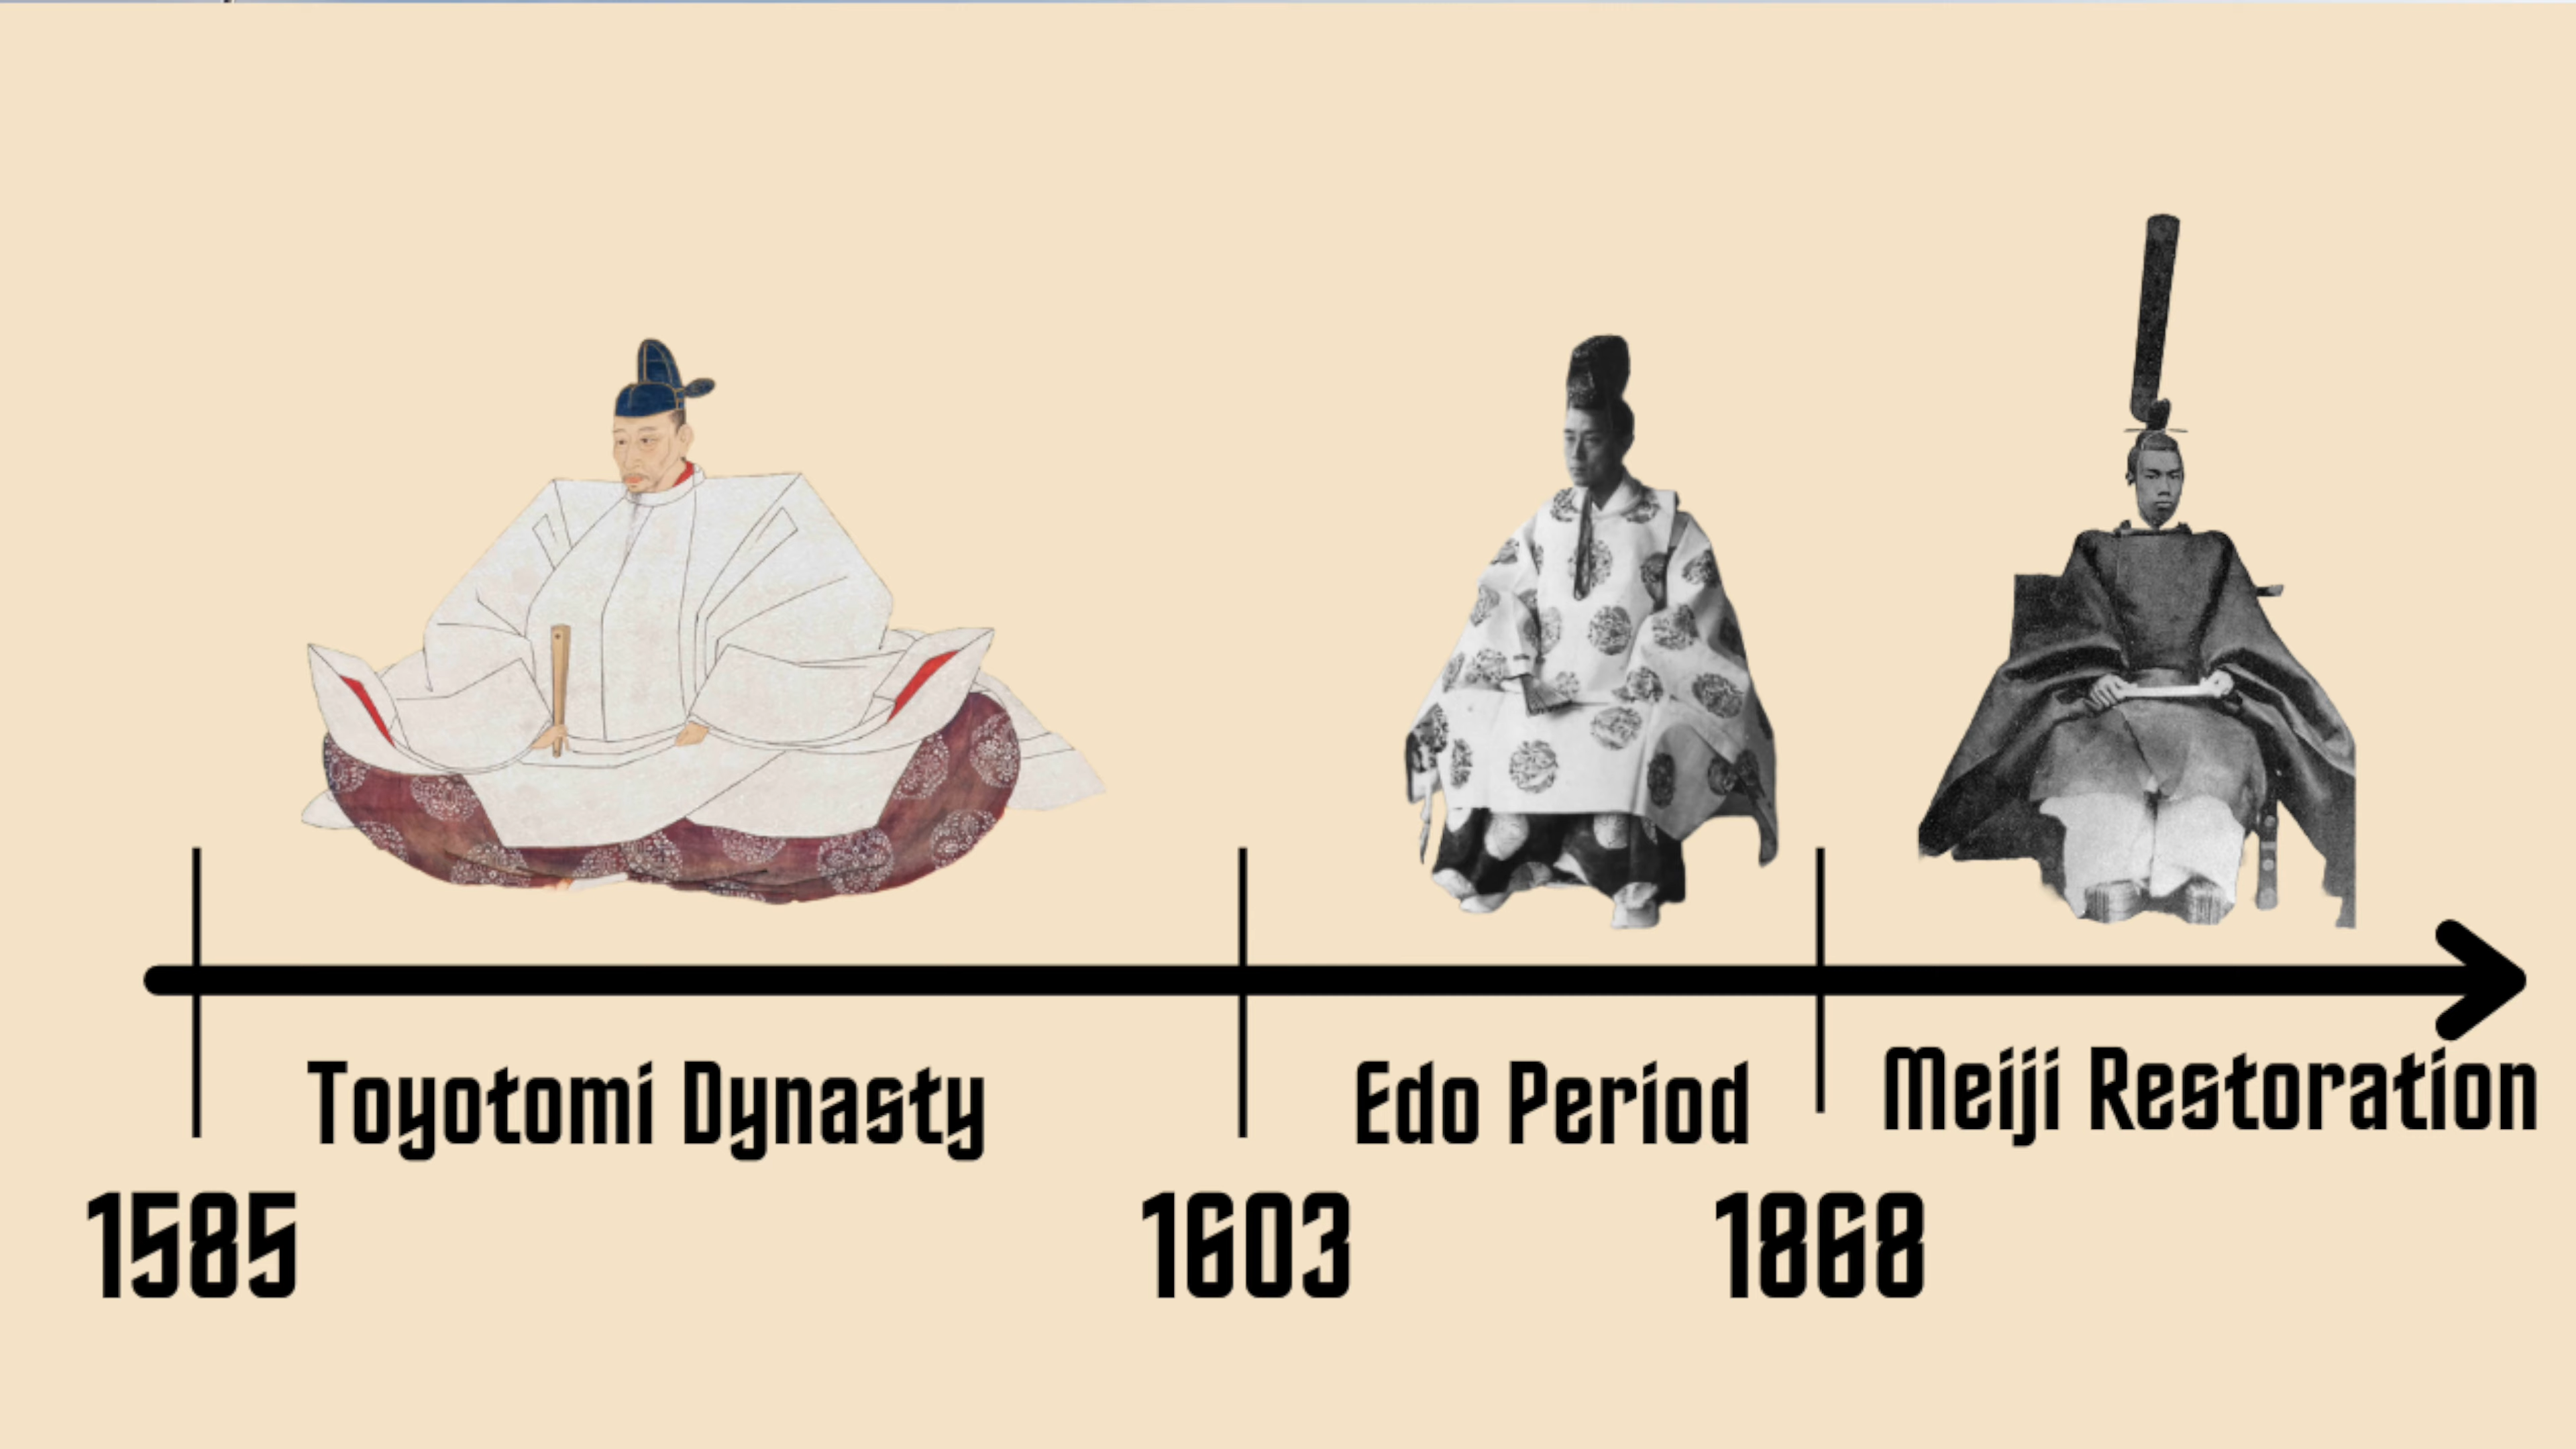 Toyotomi Dynasty
Edo Period
Meiji Restoration
1585
1603
1868